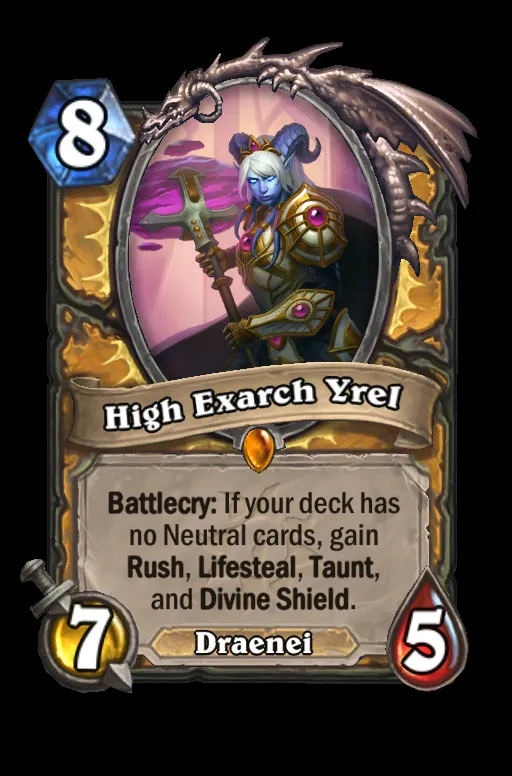 8
High Exarch Yrel
Battlecry: If your deck has
no Neutral cards, gain
Rush, Lifesteal, Taunt,
and Divine Shield.
7
Draenei
5